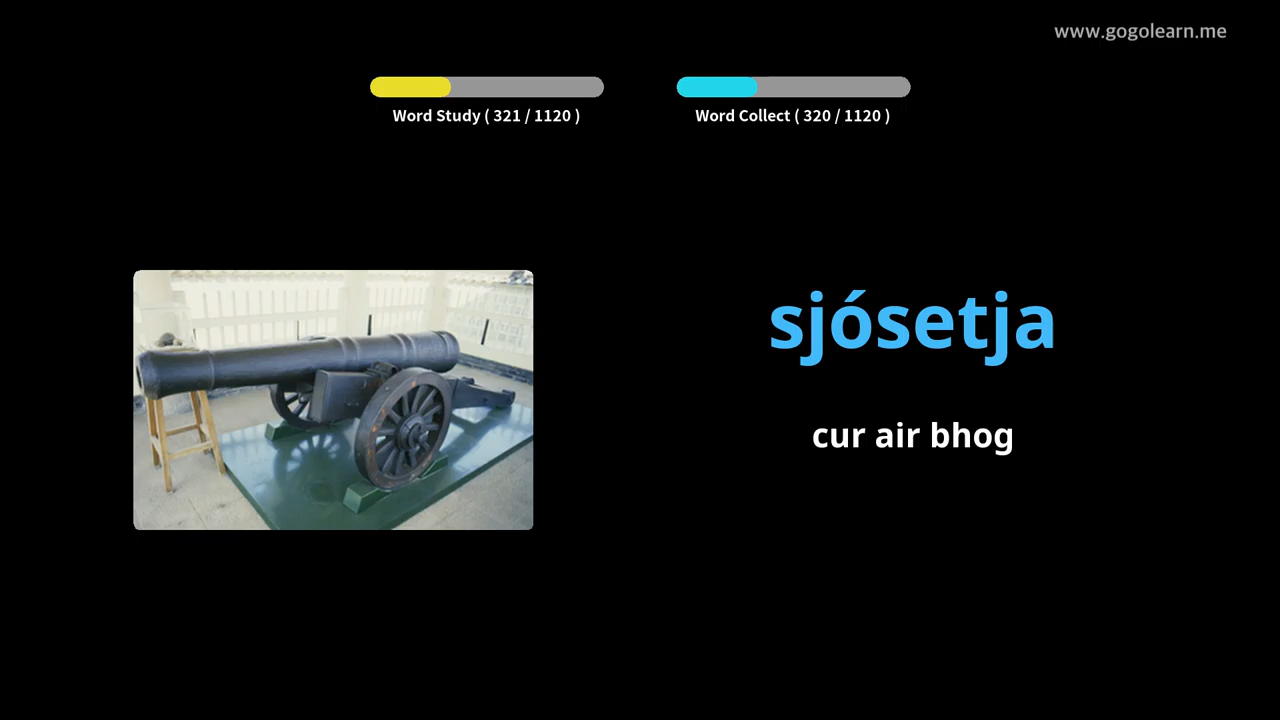 www.gogolearn.me
Word Study ( 321 / 1120 )
Word Collect ( 320 / 1120 )
sjósetja
cur air bhog